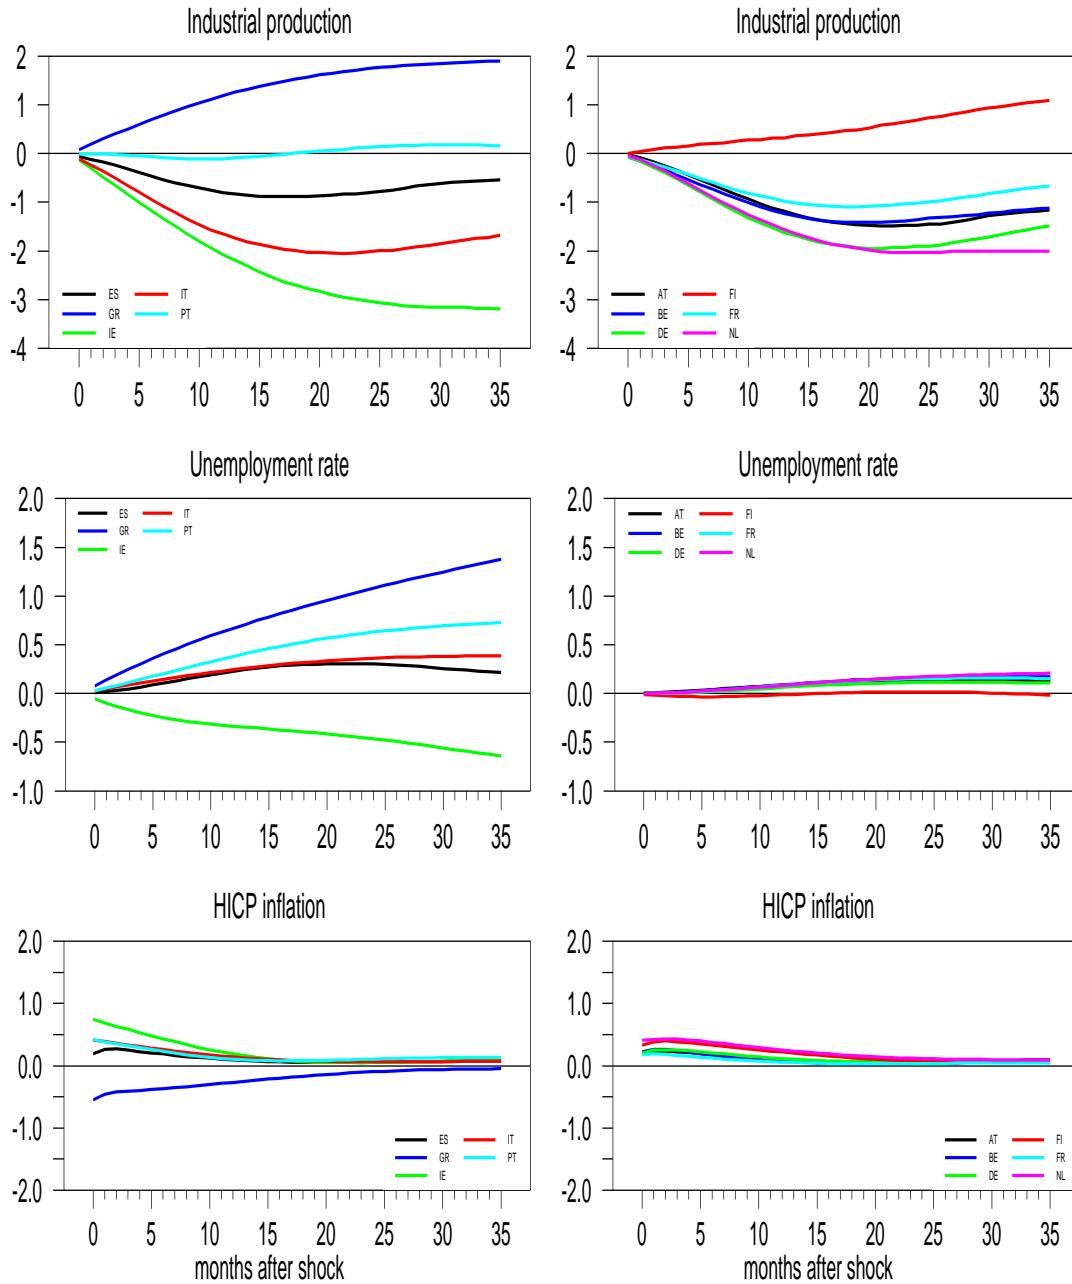 Industrial production
2
1
0
-1
-2
-3
-4
ES IT
GR PT
IE
0 5 10 15 20 25 30 35
Industrial production
2
1
0
-1
-2
-3
-4
AT FI
BE FR
DE NL
0 5 10 15 20 25 30 35
Unemployment rate
2.0
1.5
1.0
0.5
0.0
-0.5
-1.0
ES IT
GR PT
IE
0 5 10 15 20 25 30 35
Unemployment rate
2.0
1.5
1.0
0.5
0.0
-0.5
-1.0
AT FI
BE FR
DE NL
0 5 10 15 20 25 30 35
HICP inflation
2.0
1.0
0.0
-1.0
-2.0
ES IT
GR PT
IE
0 5 10 15 20 25 30 35
months after shock
HICP inflation
2.0
1.0
0.0
-1.0
-2.0
AT FI
BE FR
DE NL
0 5 10 15 20 25 30 35
months after shock